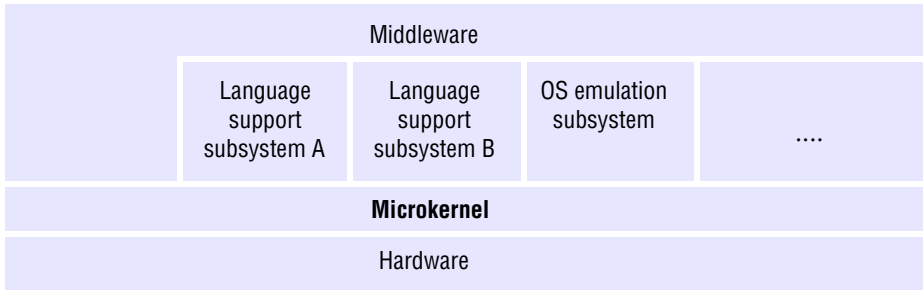 Middleware
Language
support
subsystem A
Language
support
subsystem B
OS emulation
subsystem
....
Microkernel
Hardware